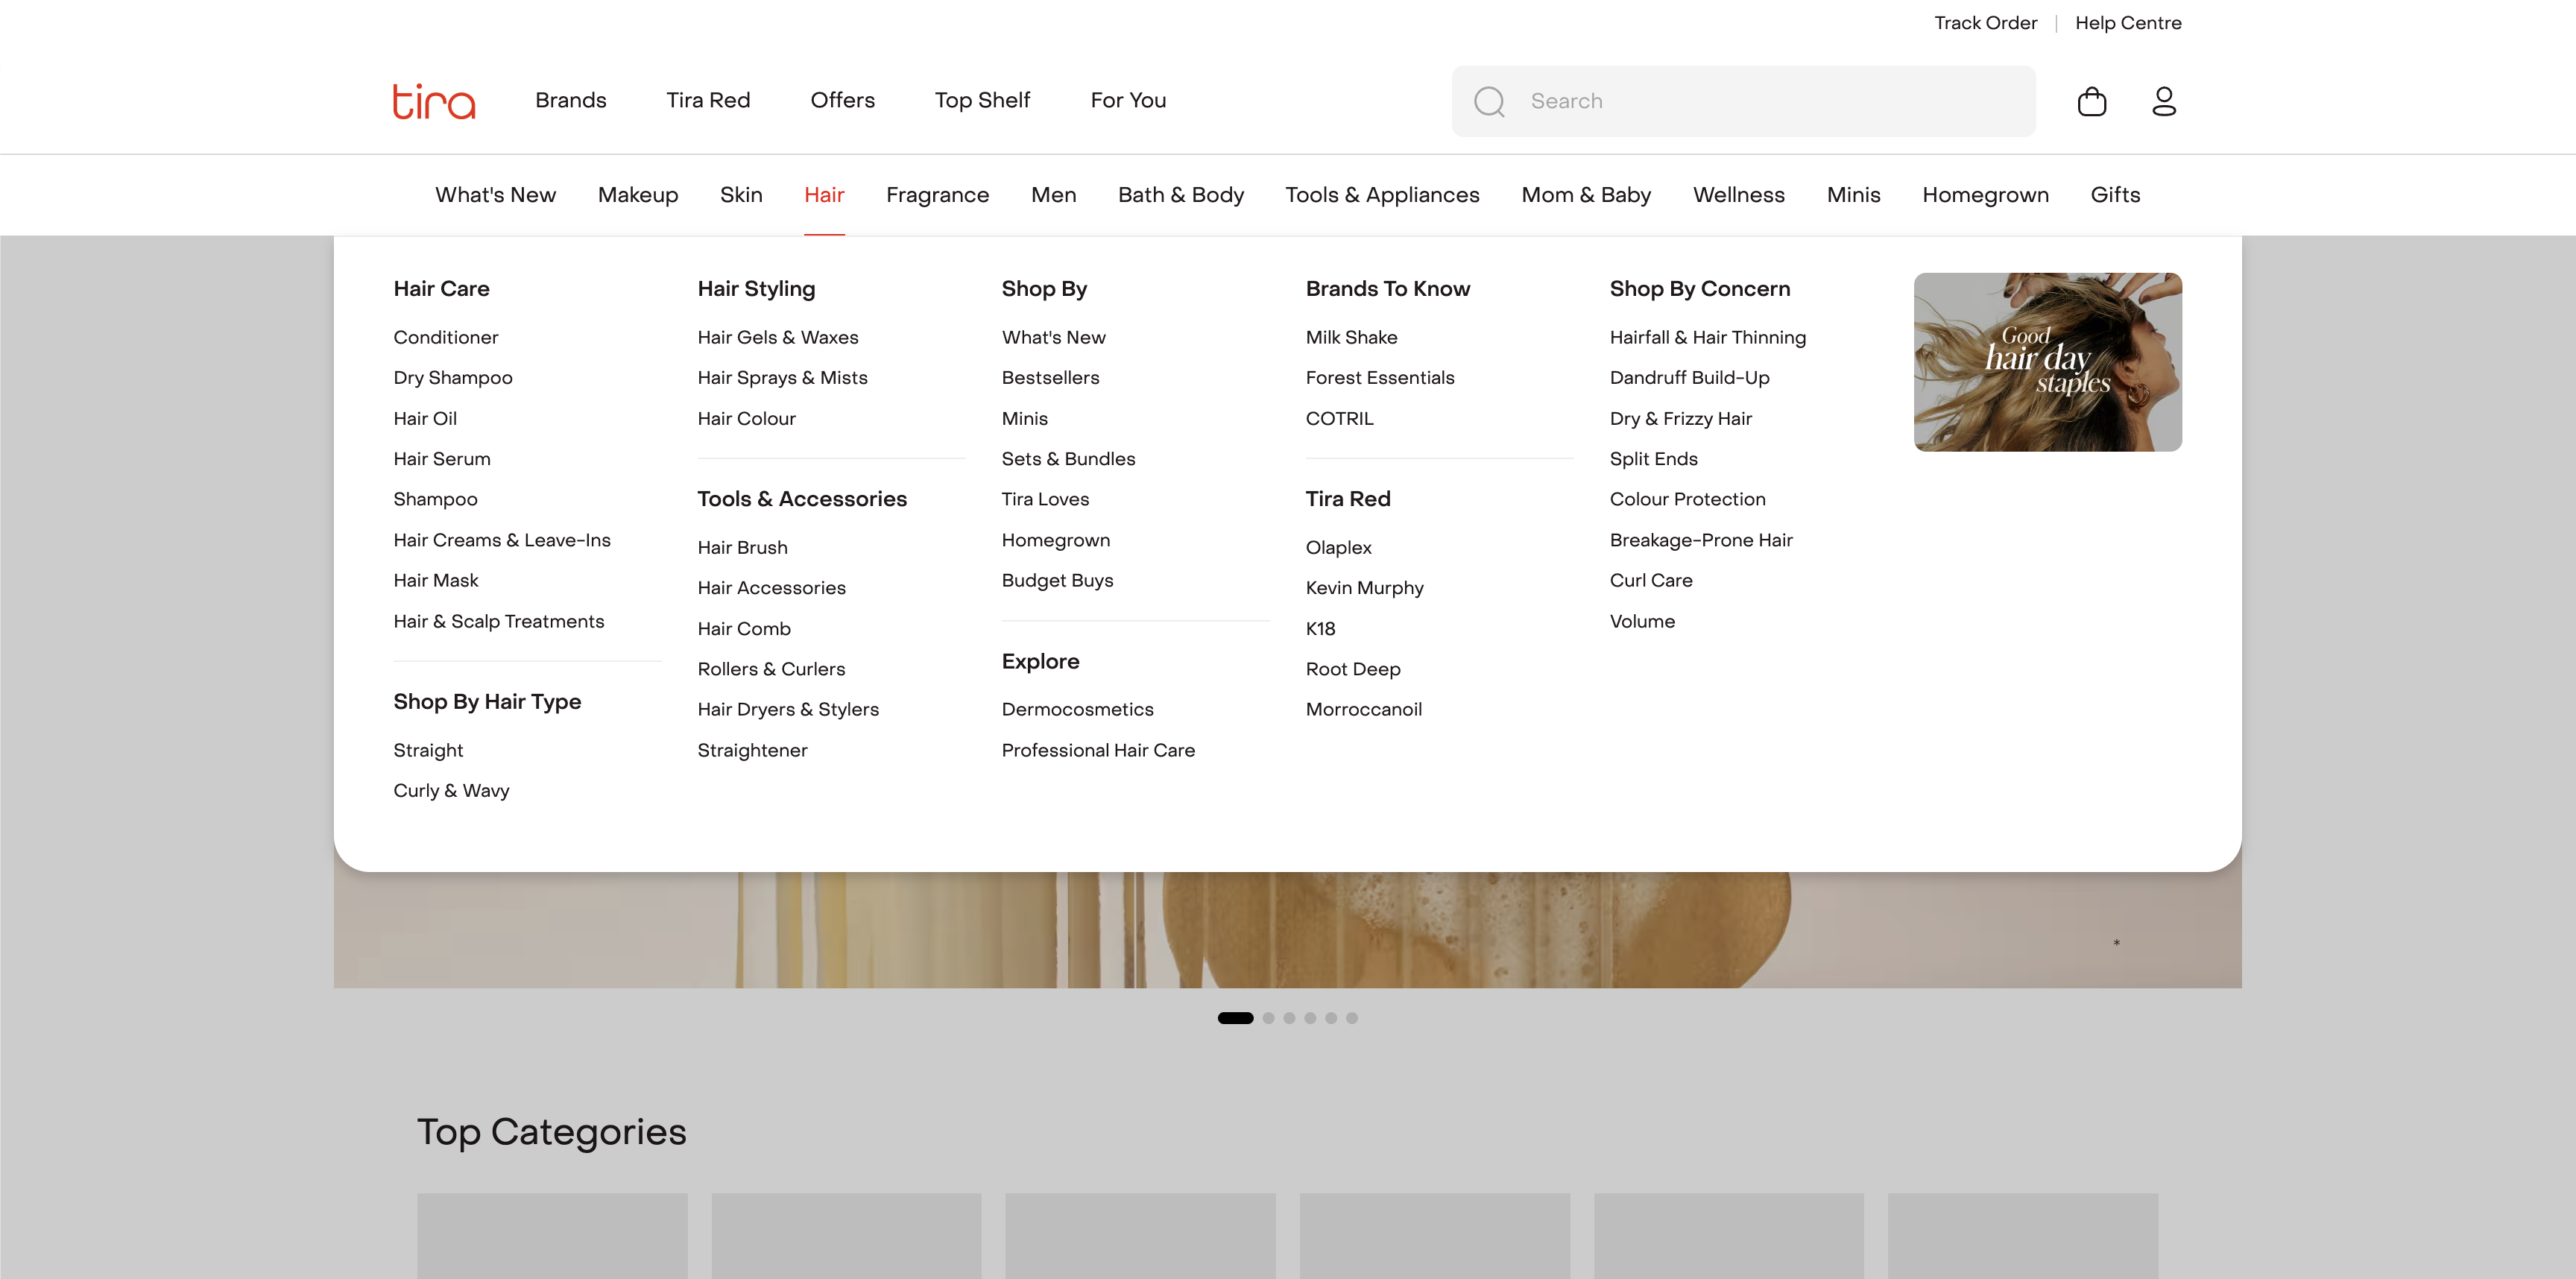 Track Order | Help Centre
tira Brands Tira Red Offers Top Shelf For You Search
What's New Makeup Skin Hair Fragrance Men Bath & Body Tools & Appliances Mom & Baby Wellness Minis Homegrown Gifts
Hair Care
Conditioner
Dry Shampoo
Hair Oil
Hair Serum
Shampoo
Hair Creams & Leave-Ins
Hair Mask
Hair & Scalp Treatments
Shop By Hair Type
Straight
Curly & Wavy
Hair Styling
Hair Gels & Waxes
Hair Sprays & Mists
Hair Colour
Tools & Accessories
Hair Brush
Hair Accessories
Hair Comb
Rollers & Curlers
Hair Dryers & Stylers
Straightener
Shop By
What's New
Bestsellers
Minis
Sets & Bundles
Tira Loves
Homegrown
Budget Buys
Explore
Dermocosmetics
Professional Hair Care
Brands To Know
Milk Shake
Forest Essentials
COTRIL
Tira Red
Olaplex
Kevin Murphy
K18
Root Deep
Morroccanoil
Shop By Concern
Hairfall & Hair Thinning
Dandruff Build-Up
Dry & Frizzy Hair
Split Ends
Colour Protection
Breakage-Prone Hair
Curl Care
Volume
Good
hair day
staples
*
Top Categories